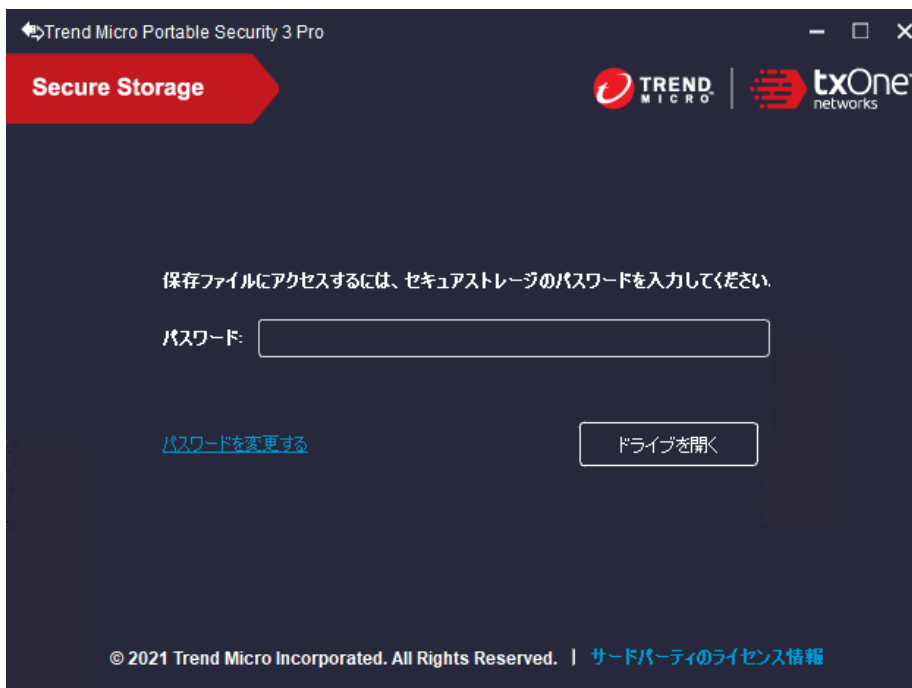 Trend Micro Portable Security 3 Pro
Secure Storage
TREND MICRO
txOne networks
保存ファイルにアクセスするには、セキュアストレージのパスワードを入力してください.
パスワード:
パスワードを変更する
ドライブを開く
© 2021 Trend Micro Incorporated. All Rights Reserved. | サードパーティのライセンス情報